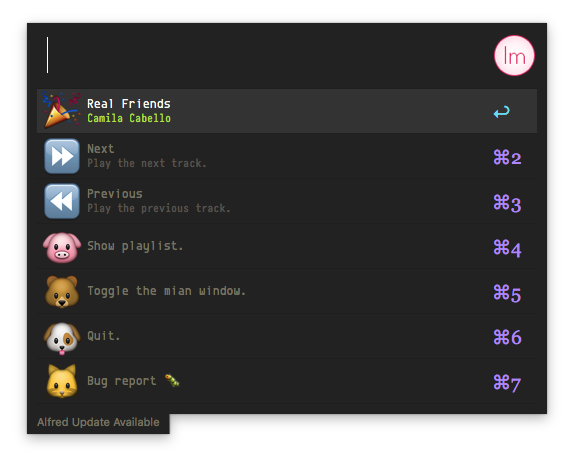 lm
Real Friends
Camila Cabello
↩
Next
Play the next track.
⌘2
Previous
Play the previous track.
⌘3
Show playlist.
⌘4
Toggle the mian window.
⌘5
Quit.
⌘6
Bug report 🐛
⌘7
Alfred Update Available